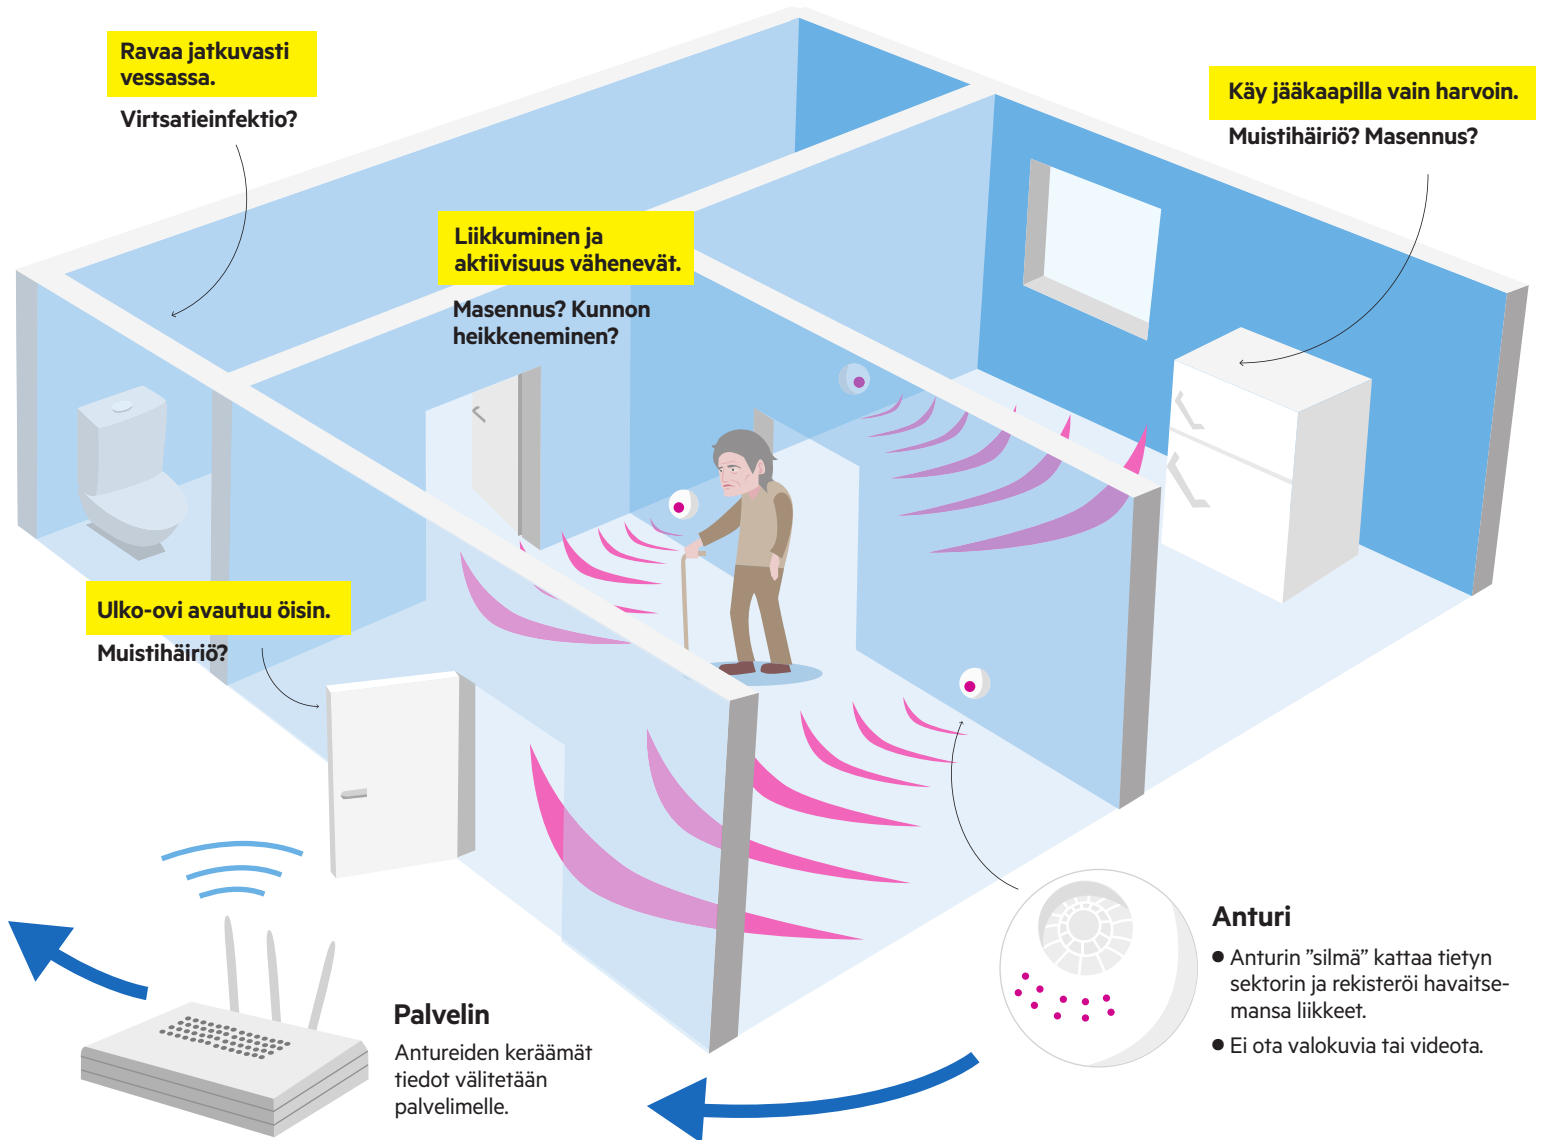 Ravaa jatkuvasti
vessassa.
Virtsatieinfektio?
Käy jääkaapilla vain harvoin.
Muistihäiriö? Masennus?
Liikkuminen ja
aktiivisuus vähenevät.
Masennus? Kunnon
heikkeneminen?
Ulko-ovi avautuu öisin.
Muistihäiriö?
Anturi
● Anturin ”silmä” kattaa tietyn
sektorin ja rekisteröi havaitse-
mansa liikkeet.
● Ei ota valokuvia tai videota.
Palvelin
Antureiden keräämät
tiedot välitetään
palvelimelle.